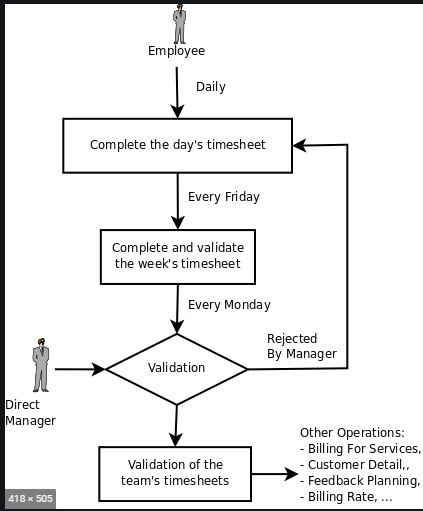 Employee
Daily
Complete the day's timesheet
Every Friday
Complete and validate
the week's timesheet
Every Monday
Rejected
By Manager
Validation
Direct
Manager
Validation of the
team's timesheets
Other Operations:
- Billing For Services,
- Customer Detail,,
- Feedback Planning,
- Billing Rate, ...
418 × 505